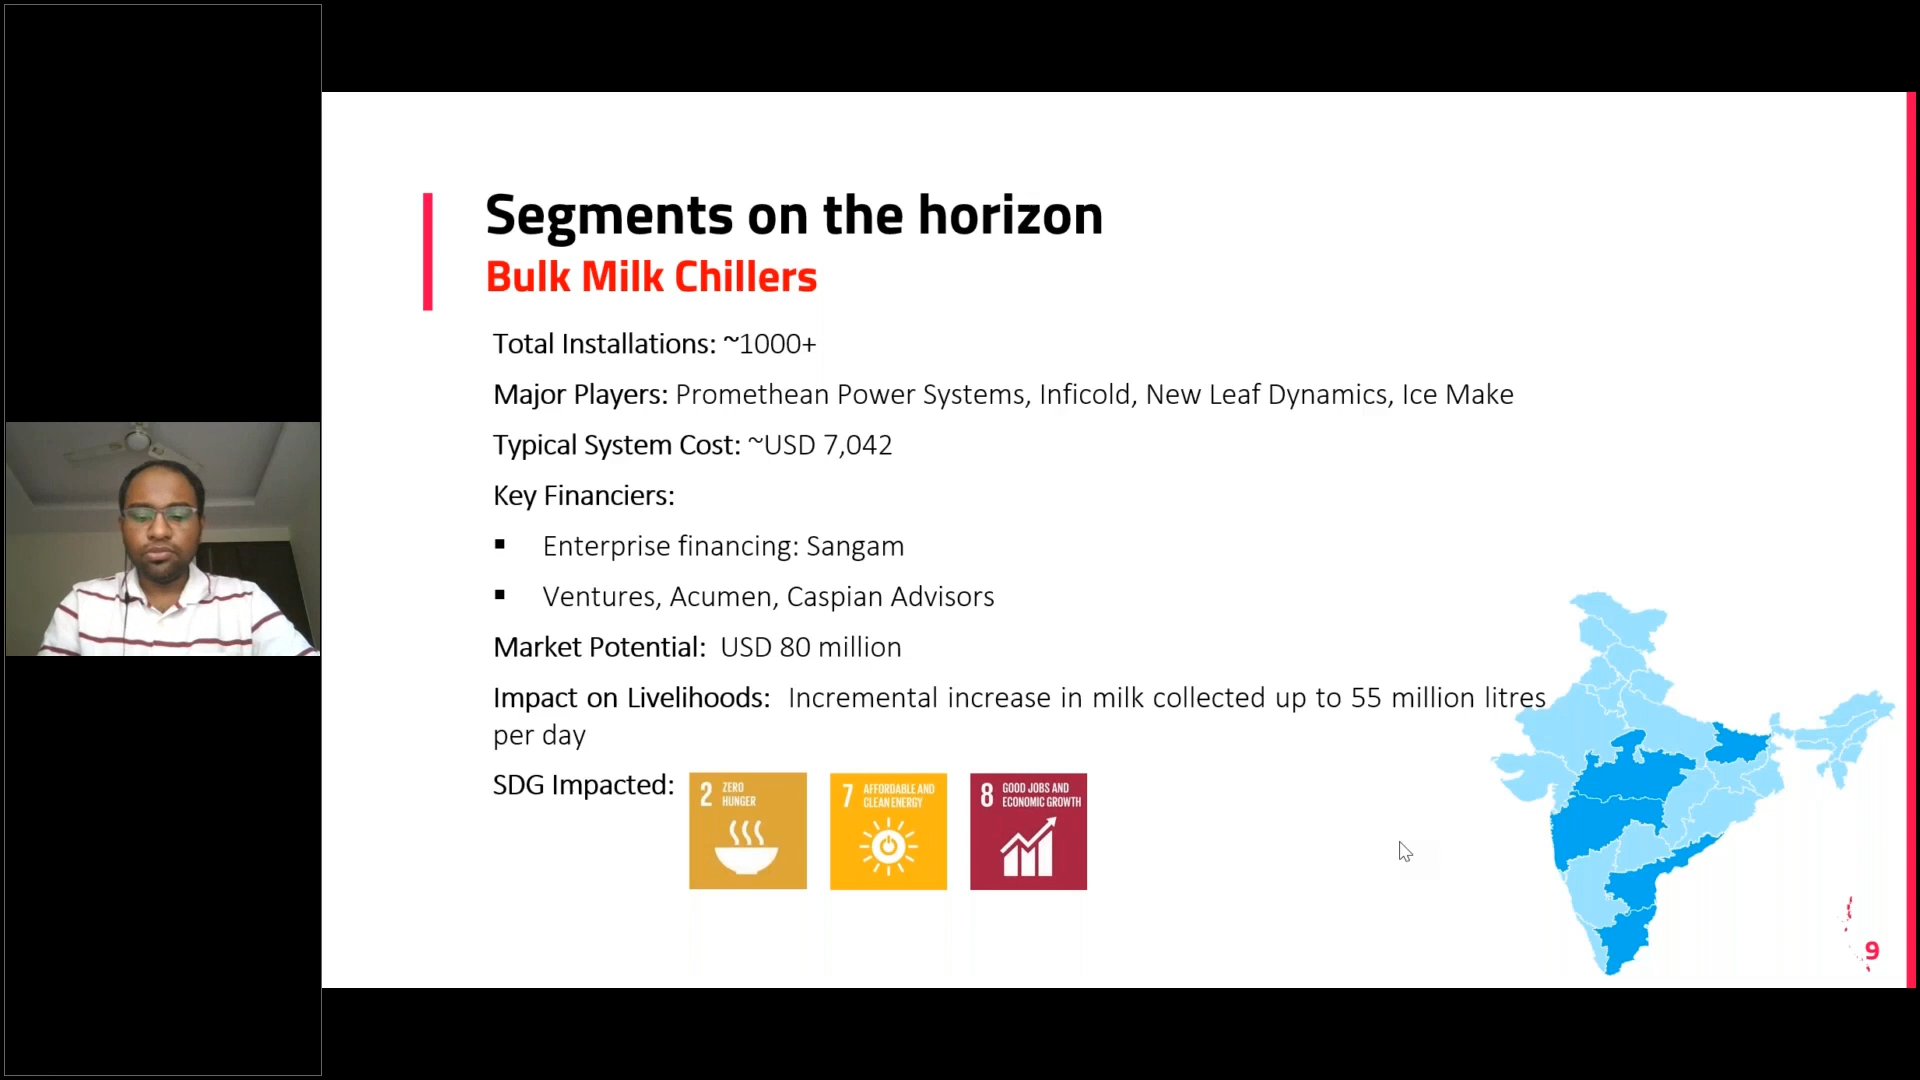 Segments on the horizon
Bulk Milk Chillers
Total Installations: ~1000+
Major Players: Promethean Power Systems, Inficold, New Leaf Dynamics, Ice Make
Typical System Cost: ~USD 7,042
Key Financiers:
▪ Enterprise financing: Sangam
▪ Ventures, Acumen, Caspian Advisors
Market Potential: USD 80 million
Impact on Livelihoods: Incremental increase in milk collected up to 55 million litres
per day
SDG Impacted:
2 ZERO
HUNGER
7 AFFORDABLE AND
CLEAN ENERGY
8 GOOD JOBS AND
ECONOMIC GROWTH
9